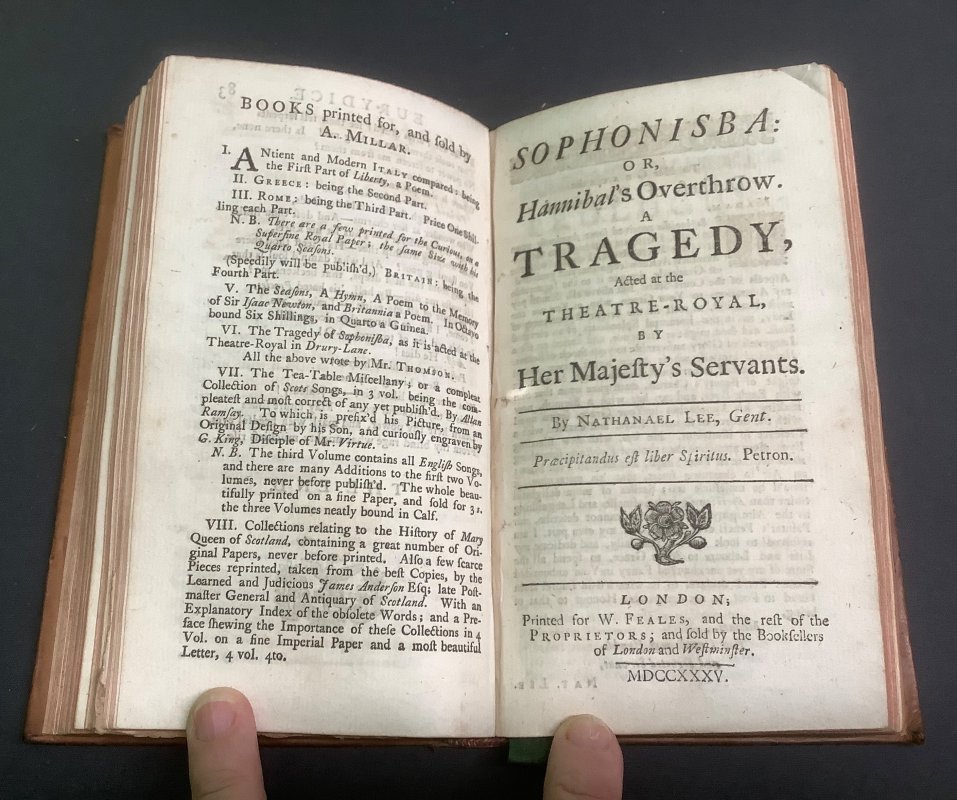 BOOKS printed for, and sold by
A. MILLAR.
I. ANtient and Modern ITALY compared: being
the First Part of Liberty, a Poem.
II. GREECE: being the Second Part.
III. ROME: being the Third Part. Price One Shil-
ling each Part.
N. B. There are a few printed for the Curious, on a
Superfine Royal Paper; the same Size with his
Quarto Seasons.
(Speedily will be publish'd,) BRITAIN: being the
Fourth Part.
V. The Seasons, A Hymn, A Poem to the Memory
of Sir Isaac Newton, and Britannia a Poem. In Octavo
bound Six Shillings, in Quarto a Guinea.
VI. The Tragedy of Sophonisba, as it is acted at the
Theatre-Royal in Drury-Lane.
All the above wrote by Mr. THOMSON.
VII. The Tea-Table Miscellany; or a compleat
Collection of Scots Songs, in 3 vol. being the com-
pleatest and most correct of any yet publish'd. By Allan
Ramsay. To which is prefix'd his Picture, from an
Original Design by his Son, and curiously engraven by
G. King, Disciple of Mr. Virtue.
N. B. The third Volume contains all English Songs,
and there are many Additions to the first two Vo-
lumes, never before publish'd. The whole beau-
tifully printed on a fine Paper, and sold for 3 s.
the three Volumes neatly bound in Calf.
VIII. Collections relating to the History of Mary
Queen of Scotland, containing a great number of Ori-
ginal Papers, never before printed. Also a few scarce
Pieces reprinted, taken from the best Copies, by the
Learned and Judicious James Anderson Esq; late Post-
master General and Antiquary of Scotland. With an
Explanatory Index of the obsolete Words; and a Pre-
face shewing the Importance of these Collections in 4
Vol. on a fine Imperial Paper and a most beautiful
Letter, 4 vol. 4to.
SOPHONISBA:
OR,
Hannibal's Overthrow.
A
TRAGEDY,
Acted at the
THEATRE-ROYAL,
BY
Her Majesty's Servants.
By NATHANAEL LEE, Gent.
Præcipitandus est liber Spiritus. Petron.
LONDON;
Printed for W. FEALES, and the rest of the
PROPRIETORS; and sold by the Booksellers
of London and Westminster.
MDCCXXXV.